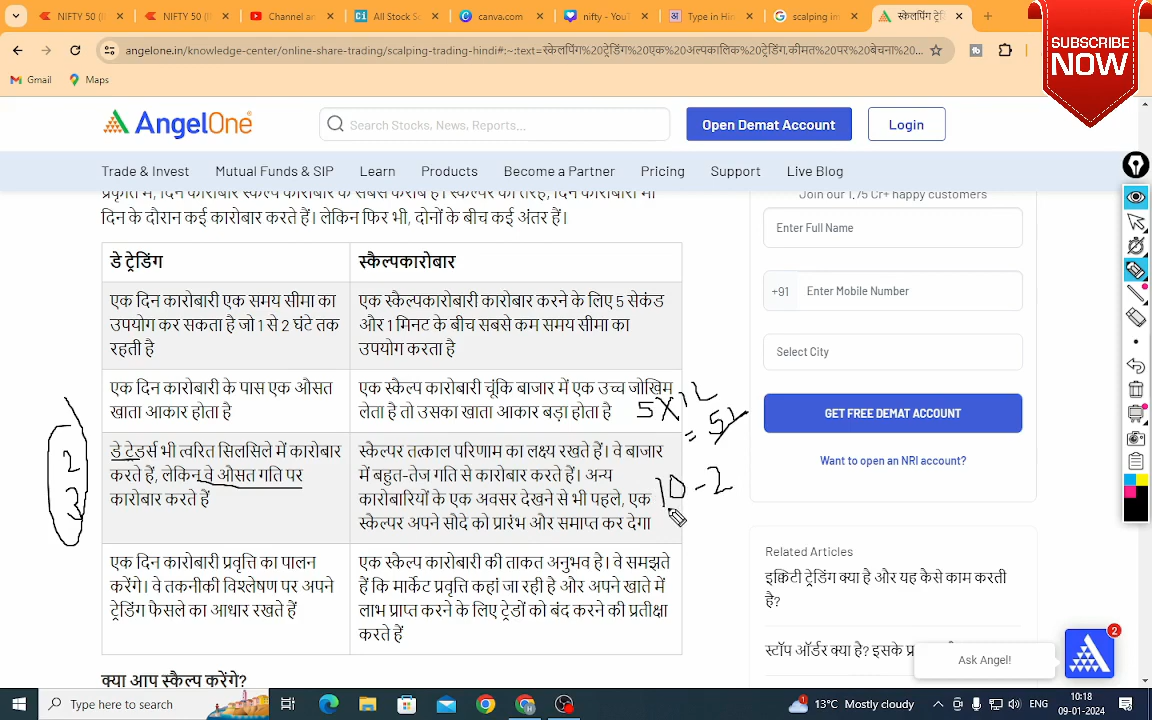 NIFTY 50 (I
NIFTY 50 (I
Channel an
All Stock S
canva.com
nifty - YouT
Type in Hin
scalping in
स्केलपिंग ट्रेडि
SUBSCRIBE
NOW
angelone.in/knowledge-center/online-share-trading/scalping-trading-hindi#:~:text=स्केलपिंग%20ट्रेडिंग%20एक%20अल्पकालिक%20ट्रेडिंग,कीमत%20पर%20बेचना%20...
Gmail
Maps
AngelOne
Search Stocks, News, Reports...
Open Demat Account
Login
Trade & Invest
Mutual Funds & SIP
Learn
Products
Become a Partner
Pricing
Support
Live Blog
दिन के दौरान कई कारोबार करते हैं। लेकिन फिर भी, दोनों के बीच कई अंतर हैं।
डे ट्रेडिंग
स्कैल्पकारोबार
एक दिन कारोबारी एक समय सीमा का
उपयोग कर सकता है जो 1 से 2 घंटे तक
रहती है
एक स्कैल्पकारोबारी कारोबार करने के लिए 5 सेकंड
और 1 मिनट के बीच सबसे कम समय सीमा का
उपयोग करता है
एक दिन कारोबारी के पास एक औसत
खाता आकार होता है
एक स्कैल्प कारोबारी चूंकि बाजार में एक उच्च जोखिम
लेता है तो उसका खाता आकार बड़ा होता है
5X12
डे ट्रेडर्स भी त्वरित सिलसिले में कारोबार
करते हैं, लेकिन वे औसत गति पर
कारोबार करते हैं
2
3
स्कैल्पर तत्काल परिणाम का लक्ष्य रखते हैं। वे बाजार
में बहुत-तेज गति से कारोबार करते हैं। अन्य
कारोबारियों के एक अवसर देखने से भी पहले, एक
स्कैल्पर अपने सौदे को प्रारंभ और समाप्त कर देगा
10-2
एक दिन कारोबारी प्रवृत्ति का पालन
करेंगे। वे तकनीकी विश्लेषण पर अपने
ट्रेडिंग फैसले का आधार रखते हैं
एक स्कैल्प कारोबारी की ताकत अनुभव है। वे समझते
हैं कि मार्केट प्रवृत्ति कहां जा रही है और अपने खाते में
लाभ प्राप्त करने के लिए ट्रेडों को बंद करने की प्रतीक्षा
करते हैं
क्या आप स्कैल्प करेंगे?
Join our 1.75 Cr+ happy customers
Enter Full Name
+91 Enter Mobile Number
Select City
GET FREE DEMAT ACCOUNT
Want to open an NRI account?
Related Articles
इक्विटी ट्रेडिंग क्या है और यह कैसे काम करती
है?
स्टॉप ऑर्डर क्या है? इसके
Ask Angel!
2
Type here to search
1
13°C Mostly cloudy
10:18
09-01-2024